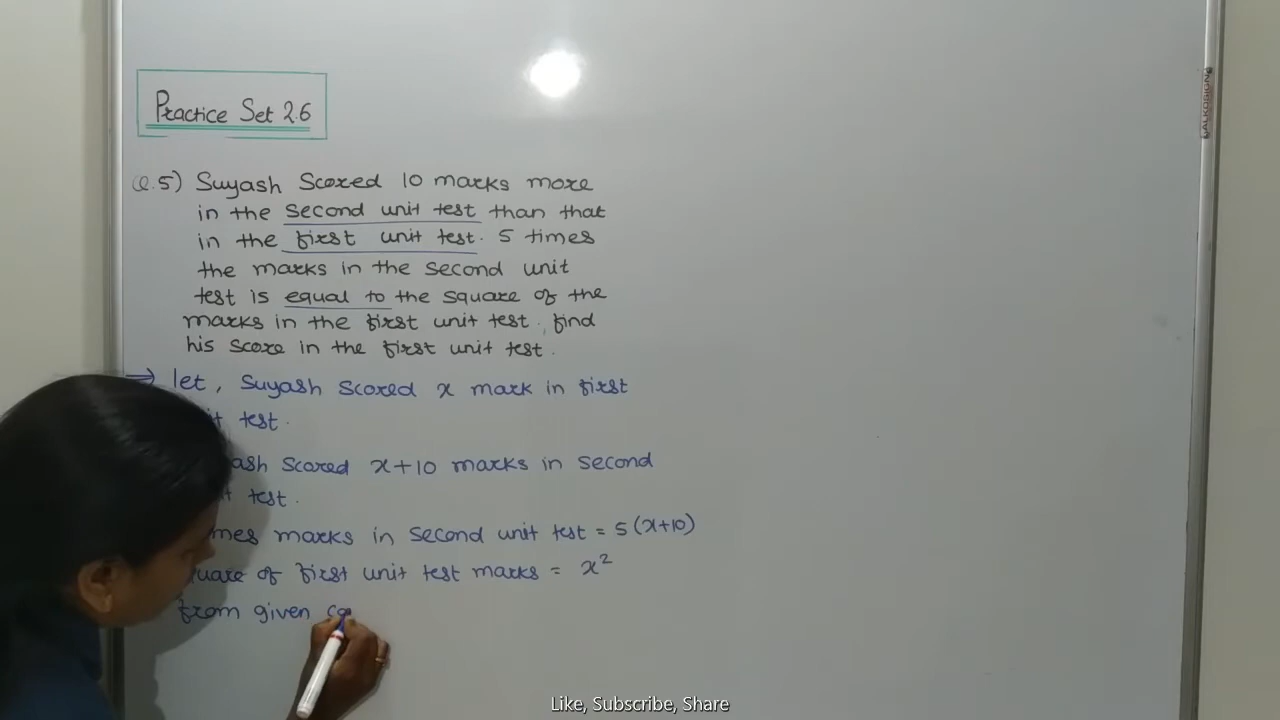 Practice Set 2.6
Q.5) Suyash Scored 10 marks more
in the second unit test than that
in the first unit test. 5 times
the marks in the second unit
test is equal to the square of the
marks in the first unit test. find
his score in the first unit test.
⇒ let, Suyash Scored x mark in first
test.
Scored x+10 marks in second
test.
marks in second unit test = 5(x+10)
of first unit test marks = x²
from given
ALKOSIGN
Like, Subscribe, Share